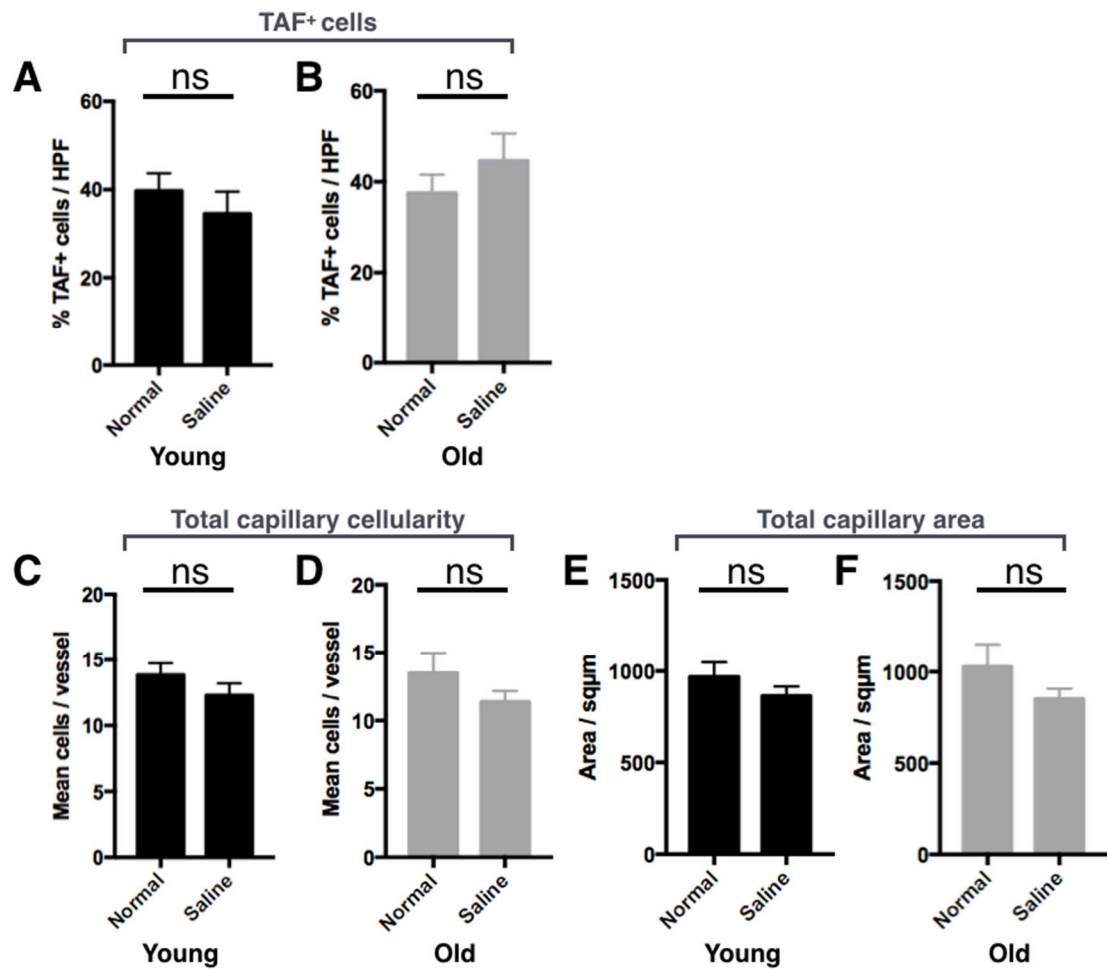 TAF⁺ cells
A
ns
% TAF+ cells / HPF
60
40
20
0
Normal
Saline
Young
B
ns
% TAF+ cells / HPF
60
40
20
0
Normal
Saline
Old
Total capillary cellularity
C
ns
Mean cells / vessel
20
15
10
5
0
Normal
Saline
Young
D
ns
Mean cells / vessel
20
15
10
5
0
Normal
Saline
Old
Total capillary area
E
ns
Area / sqµm
1500
1000
500
0
Normal
Saline
Young
F
ns
Area / sqµm
1500
1000
500
0
Normal
Saline
Old